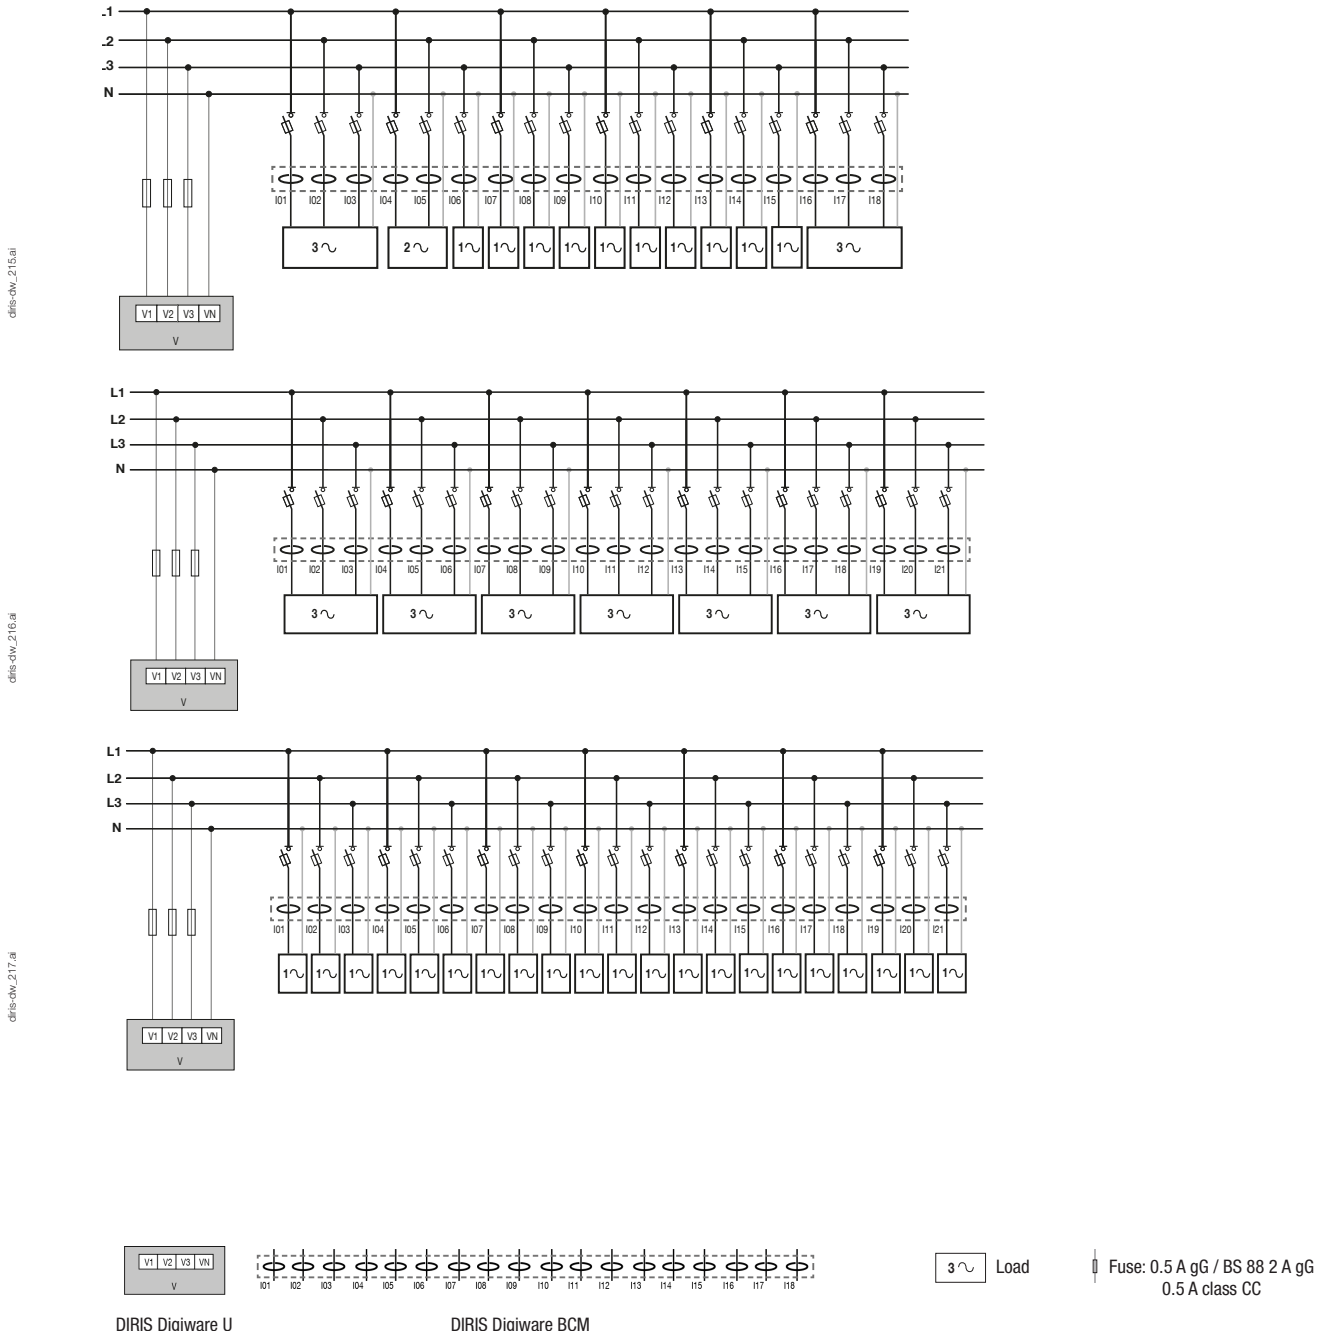 L1
L2
L3
N
I01 I02 I03 I04 I05 I06 I07 I08 I09 I10 I11 I12 I13 I14 I15 I16 I17 I18
3 2 1 1 1 1 1 1 1 1 1 1 3
diris-dw_215.ai
V1 V2 V3 VN
V
L1
L2
L3
N
I01 I02 I03 I04 I05 I06 I07 I08 I09 I10 I11 I12 I13 I14 I15 I16 I17 I18 I19 I20 I21
3 3 3 3 3 3 3
diris-dw_216.ai
V1 V2 V3 VN
V
L1
L2
L3
N
I01 I02 I03 I04 I05 I06 I07 I08 I09 I10 I11 I12 I13 I14 I15 I16 I17 I18 I19 I20 I21
1 1 1 1 1 1 1 1 1 1 1 1 1 1 1 1 1 1 1 1 1
diris-dw_217.ai
V1 V2 V3 VN
V
V1 V2 V3 VN
V
I01 I02 I03 I04 I05 I06 I07 I08 I09 I10 I11 I12 I13 I14 I15 I16 I17 I18
3 Load
Fuse: 0.5 A gG / BS 88 2 A gG
0.5 A class CC
DIRIS Digiware U
DIRIS Digiware BCM